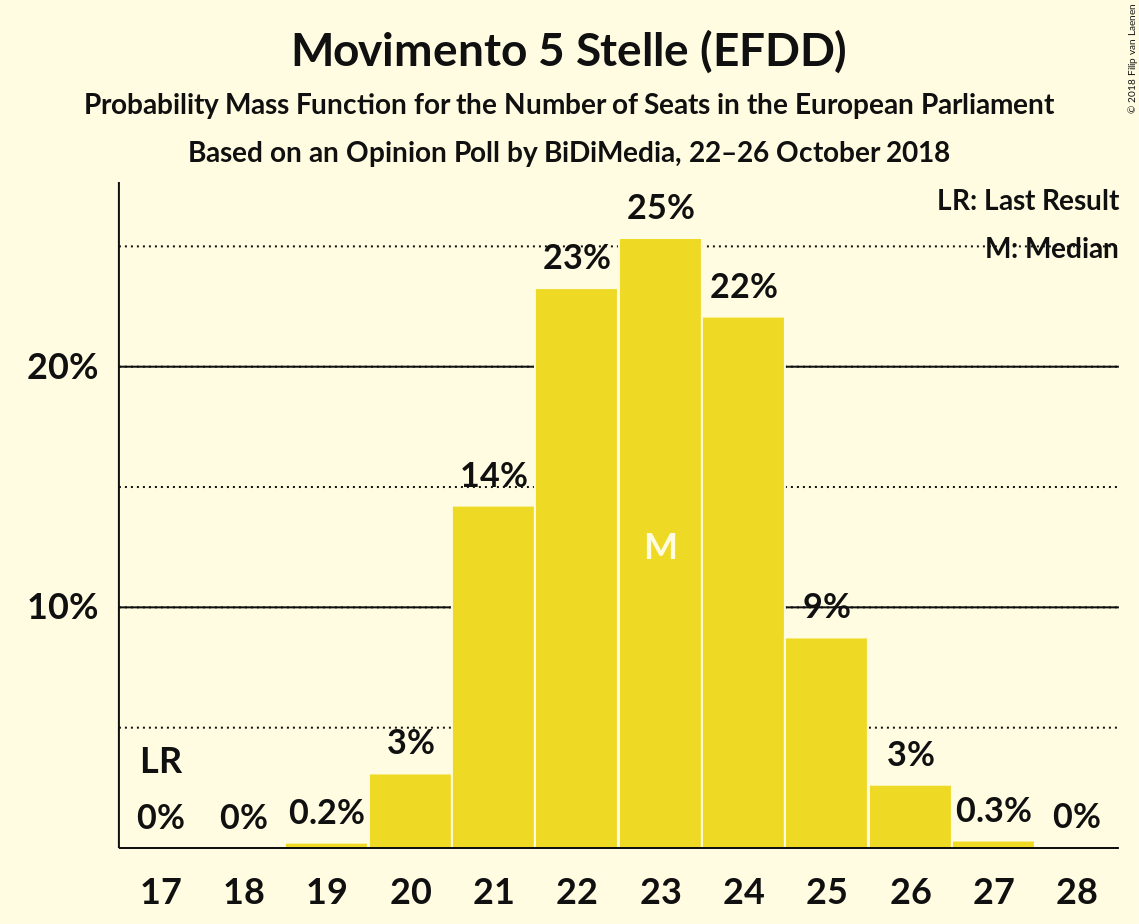 Movimento 5 Stelle (EFDD)
Probability Mass Function for the Number of Seats in the European Parliament
Based on an Opinion Poll by BiDiMedia, 22–26 October 2018
© 2018 Filip van Laenen
LR: Last Result
M: Median
25%
23%
22%
20%
14%
M
10%
9%
3%
3%
LR
0%
0%
0.2%
0.3%
0%
17 18 19 20 21 22 23 24 25 26 27 28